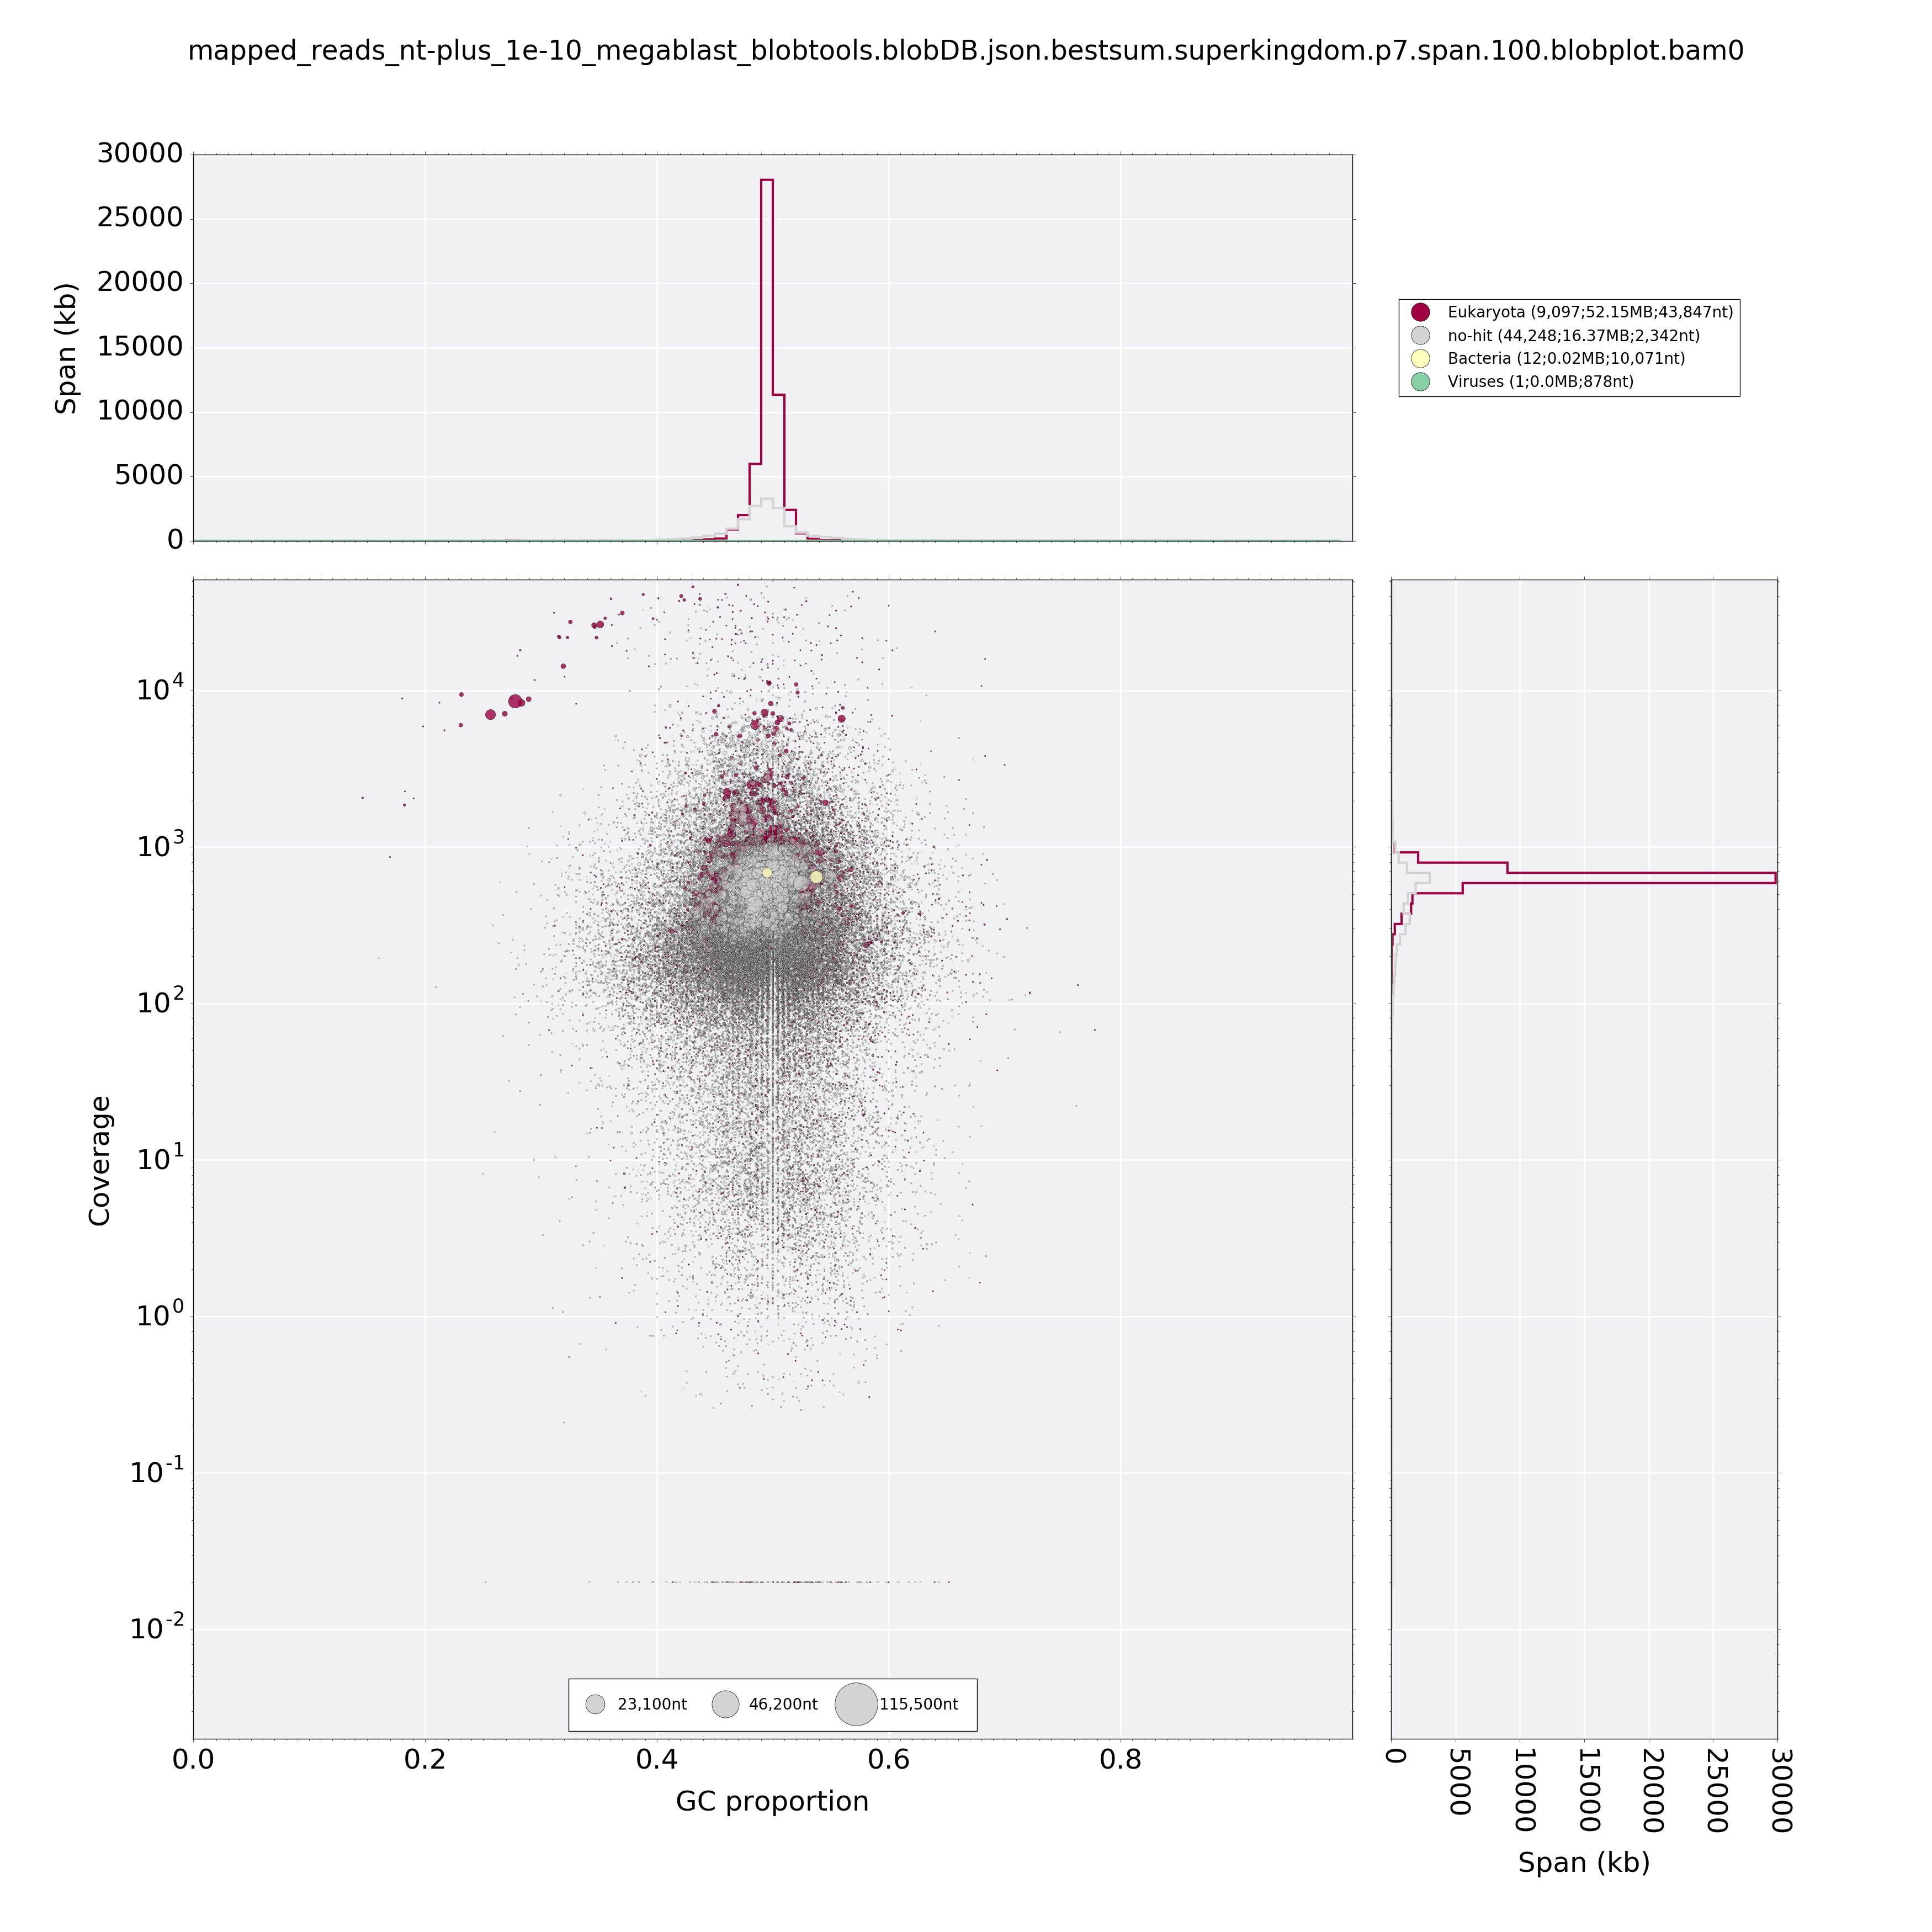 mapped_reads_nt-plus_1e-10_megablast_blobtools.blobDB.json.bestsum.superkingdom.p7.span.100.blobplot.bam0
30000
25000
20000
15000
10000
5000
0
Span (kb)
Eukaryota (9,097;52.15MB;43,847nt)
no-hit (44,248;16.37MB;2,342nt)
Bacteria (12;0.02MB;10,071nt)
Viruses (1;0.0MB;878nt)
10^4
10^3
10^2
10^1
10^0
10^-1
10^-2
Coverage
23,100nt 46,200nt 115,500nt
0.0 0.2 0.4 0.6 0.8
GC proportion
0 5000 10000 15000 20000 25000 30000
Span (kb)